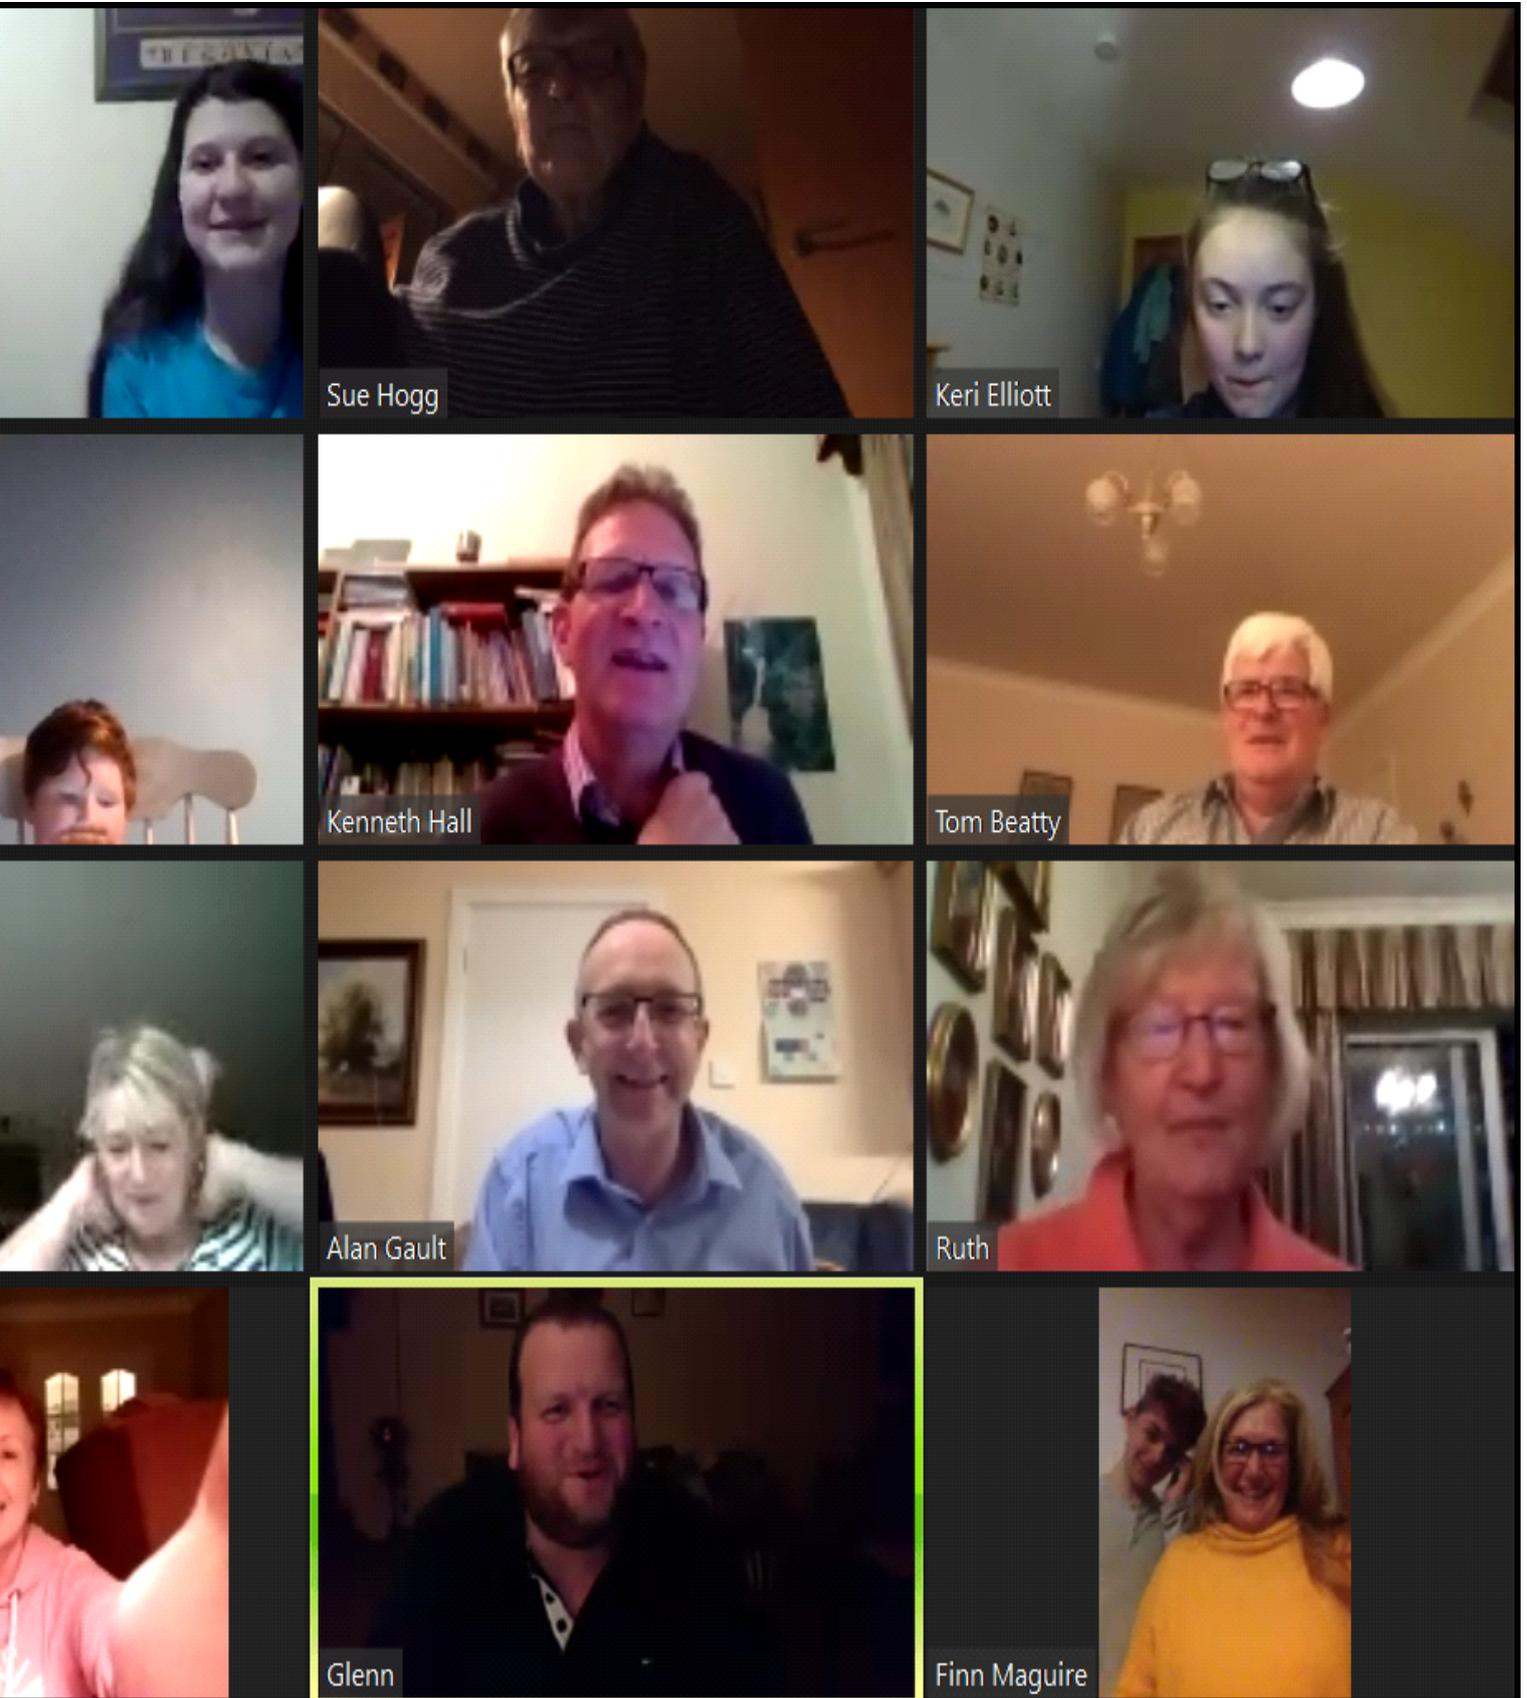 Sue Hogg
Keri Elliott
Kenneth Hall
Tom Beatty
Alan Gault
Ruth
Glenn
Finn Maguire